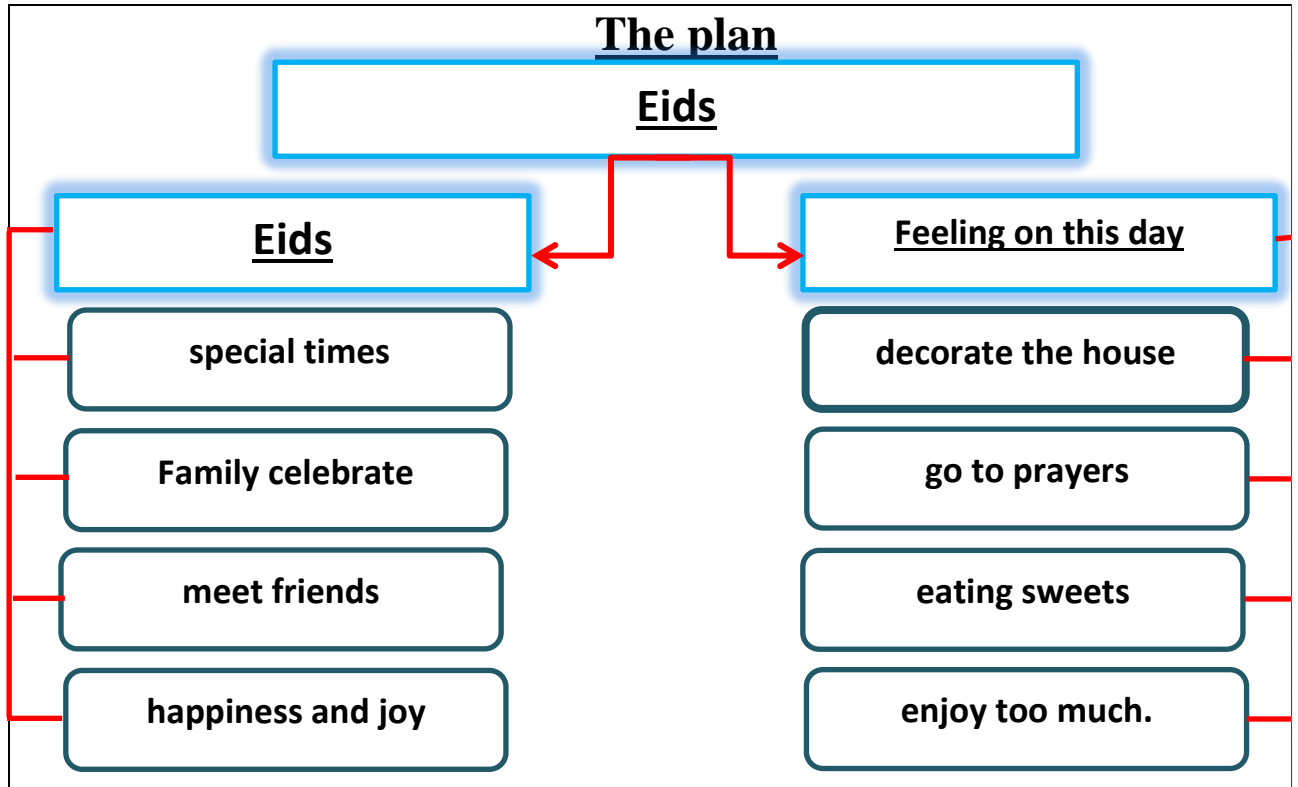 The plan
Eids
Eids
special times
Family celebrate
meet friends
happiness and joy
Feeling on this day
decorate the house
go to prayers
eating sweets
enjoy too much.